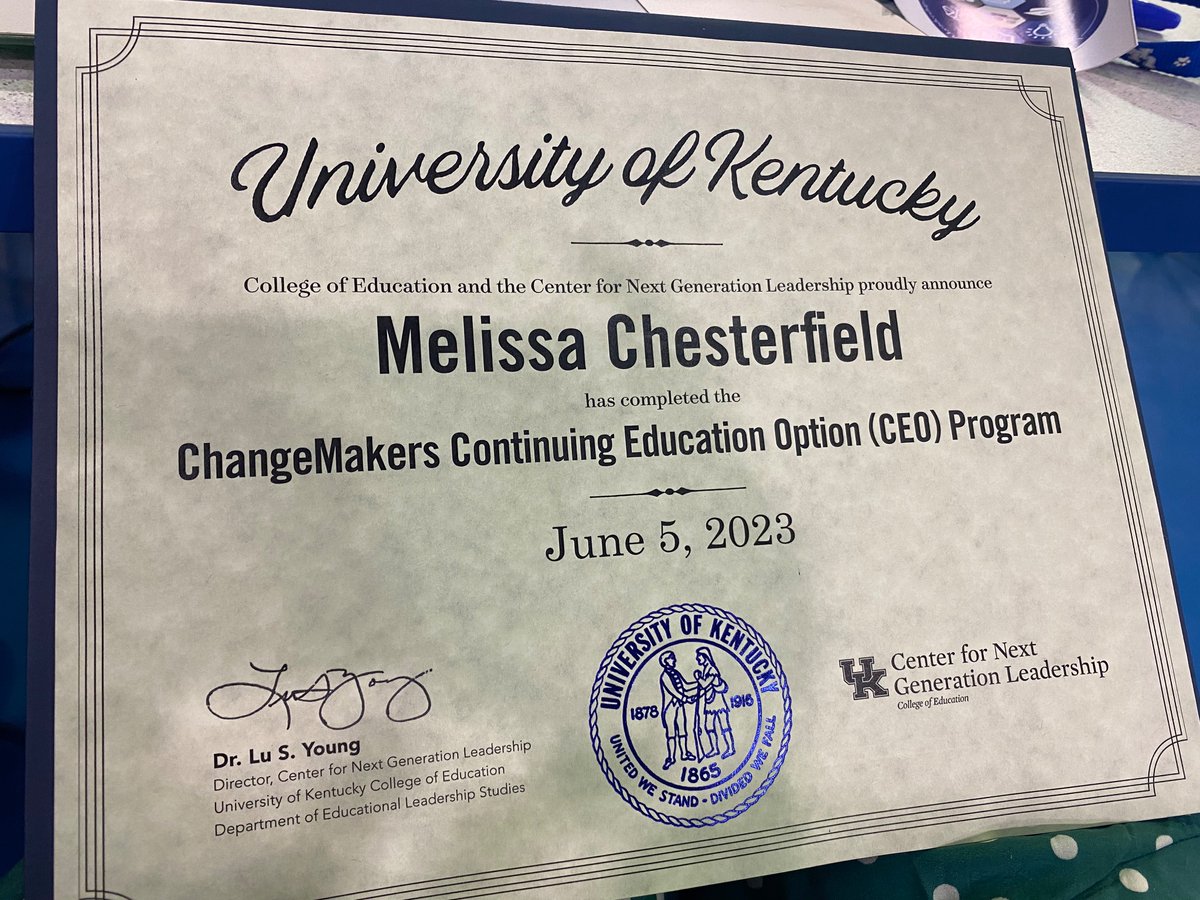 University of Kentucky
College of Education and the Center for Next Generation Leadership proudly announce
Melissa Chesterfield
has completed the
ChangeMakers Continuing Education Option (CEO) Program
June 5, 2023
Dr. Lu S. Young
Director, Center for Next Generation Leadership
University of Kentucky College of Education
Department of Educational Leadership Studies
UNIVERSITY OF KENTUCKY
1878 1916
1865
UNITED WE STAND - DIVIDED WE FALL
UK
Center for Next
Generation Leadership
College of Education